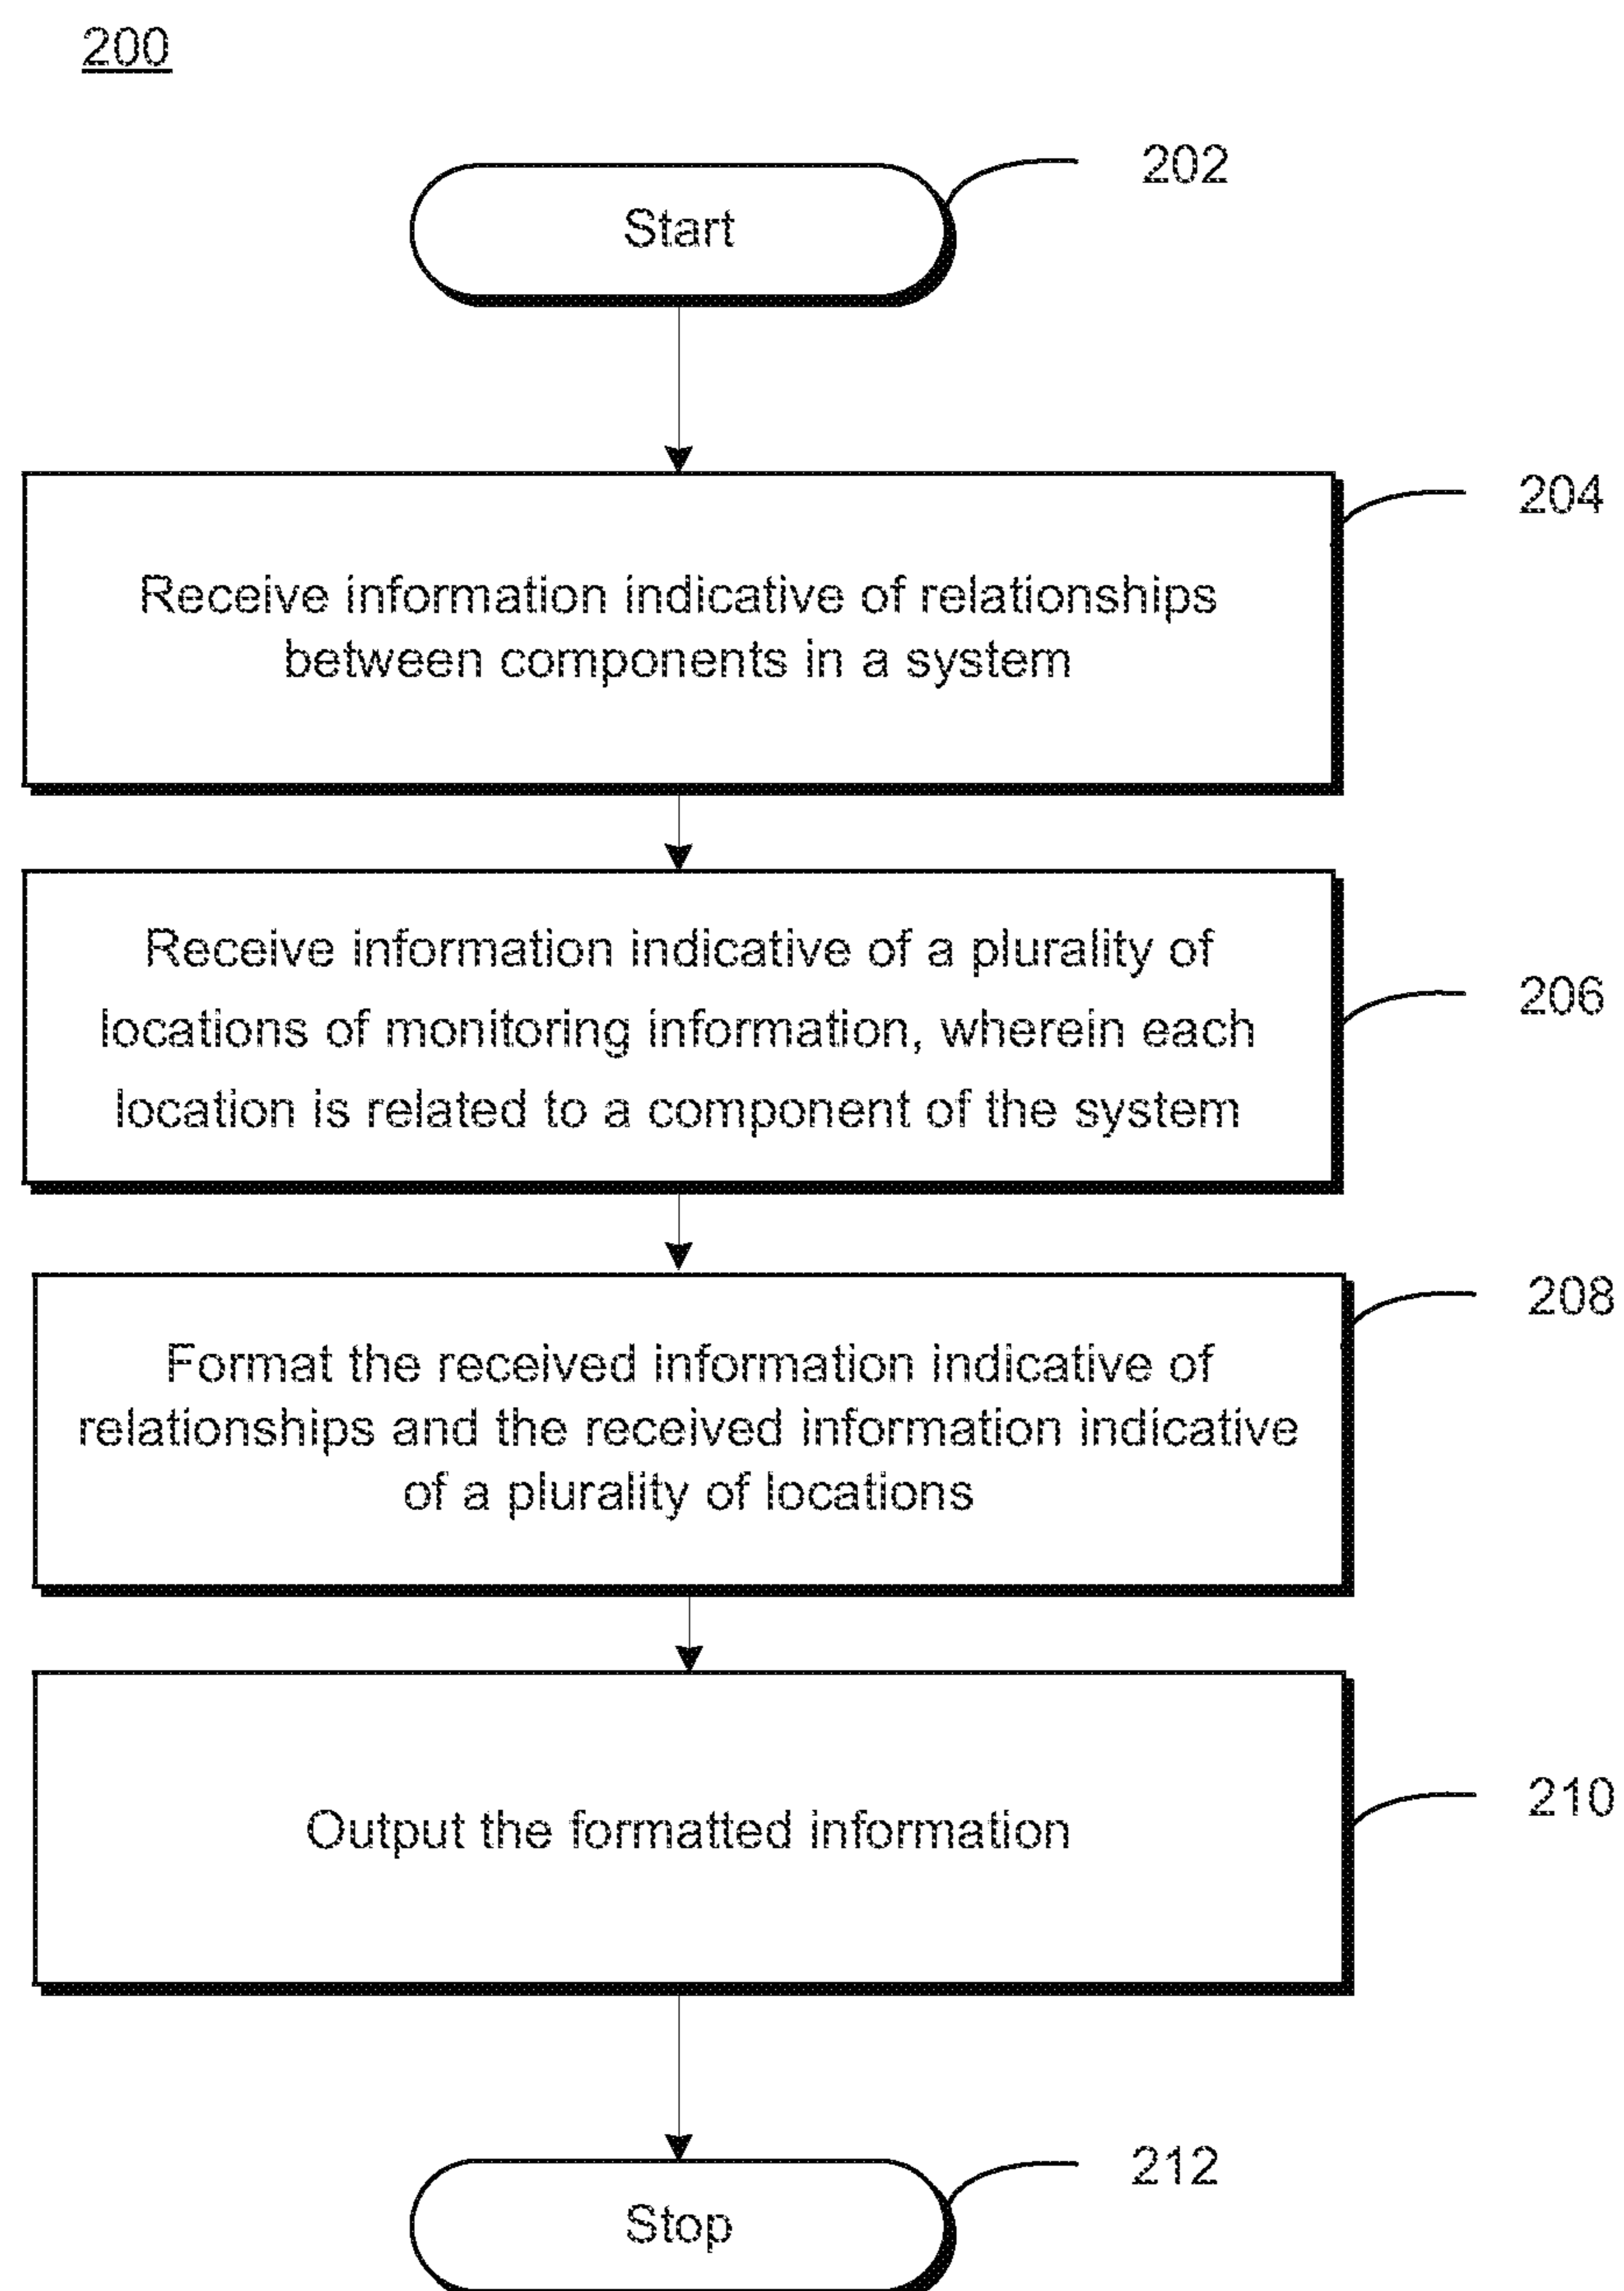 200
202
Start
204
Receive information indicative of relationships
between components in a system
Receive information indicative of a plurality of
locations of monitoring information, wherein each
location is related to a component of the system
206
208
Format the received information indicative of
relationships and the received information indicative
of a plurality of locations
210
Output the formatted information
212
Stop